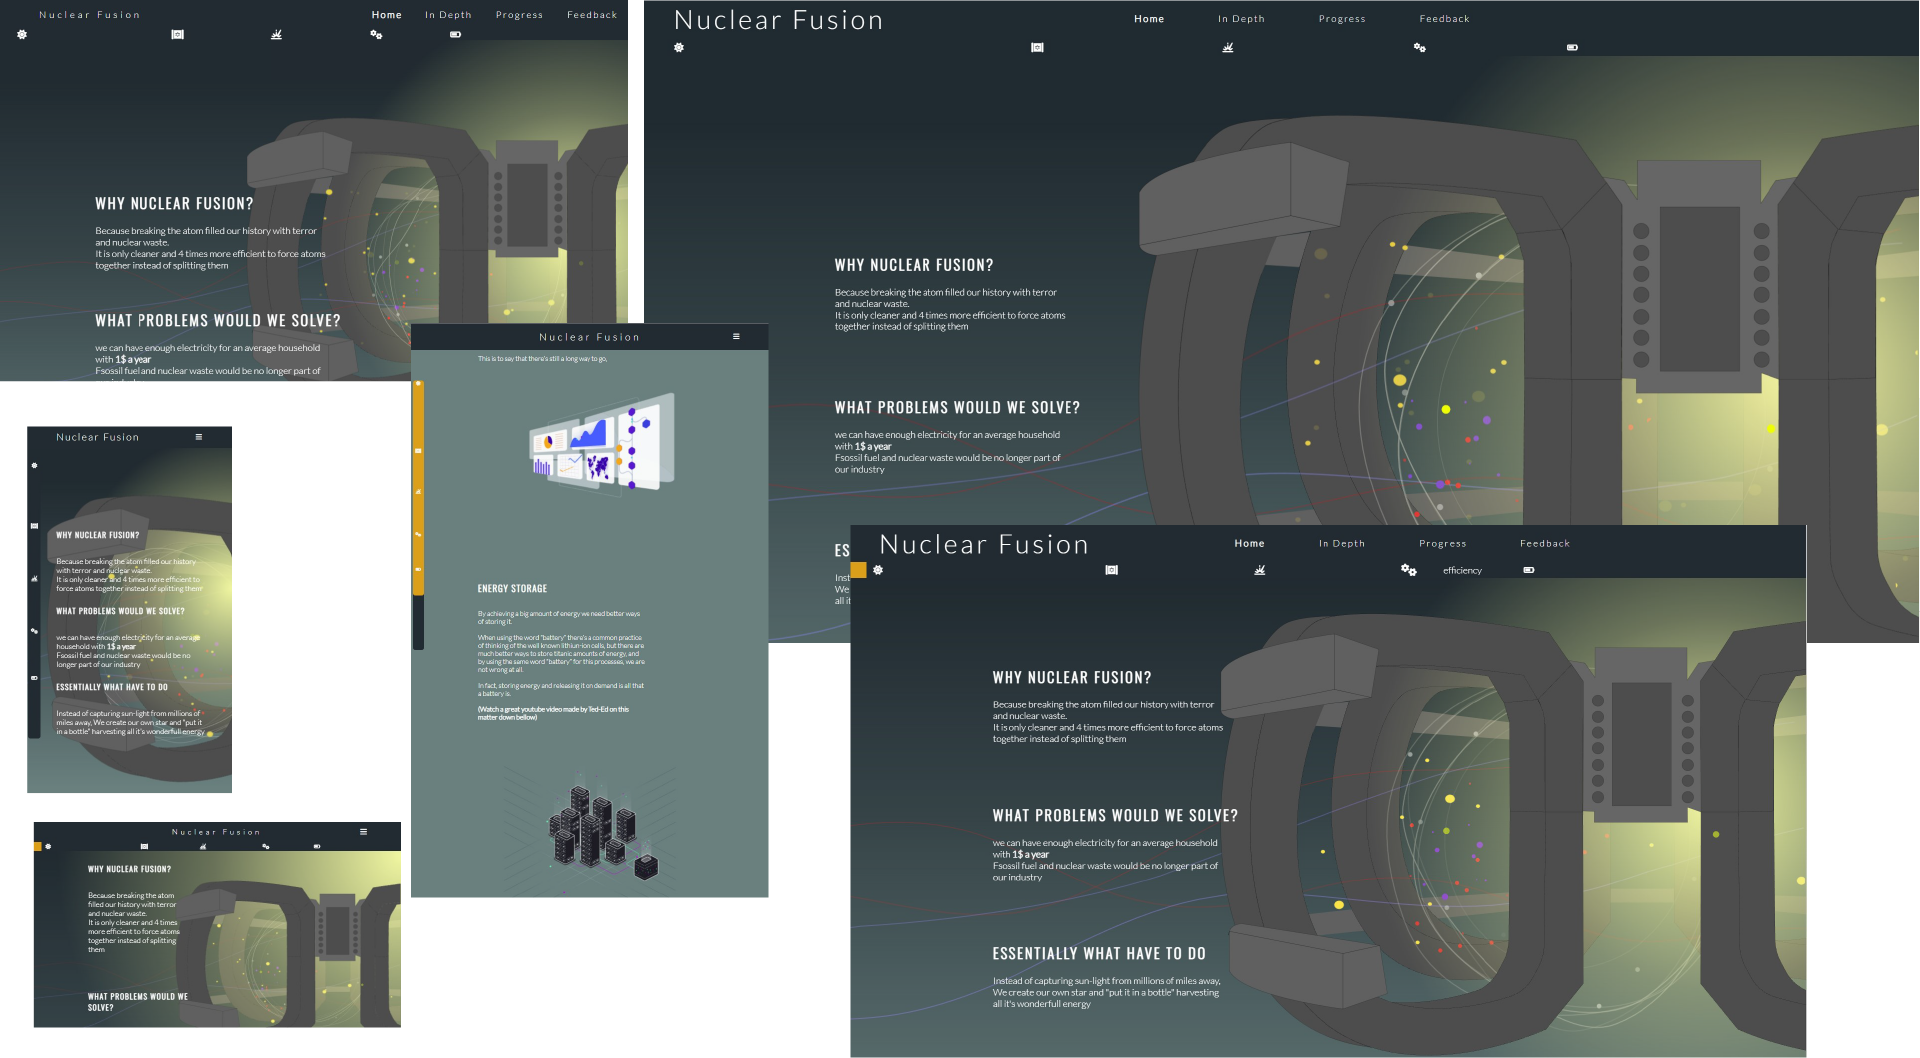 Nuclear Fusion
Home In Depth Progress Feedback
WHY NUCLEAR FUSION?
Because breaking the atom filled our history with terror
and nuclear waste.
It is only cleaner and 4 times more efficient to force atoms
together instead of splitting them
WHAT PROBLEMS WOULD WE SOLVE?
we can have enough electricity for an average household
with 1$ a year
Fsossil fuel and nuclear waste would be no longer part of
Nuclear Fusion
Home In Depth Progress Feedback
WHY NUCLEAR FUSION?
Because breaking the atom filled our history with terror
and nuclear waste.
It is only cleaner and 4 times more efficient to force atoms
together instead of splitting them
WHAT PROBLEMS WOULD WE SOLVE?
we can have enough electricity for an average household
with 1$ a year
Fsossil fuel and nuclear waste would be no longer part of
our industry
ES
Inst
We
all it
Nuclear Fusion
This is to say that there's still a long way to go,
ENERGY STORAGE
By achieving a big amount of energy we need better ways
of storing it.
When using the word "battery" there's a common practice
of thinking of the well known lithiun-ion cells, but there are
much better ways to store titanic amounts of energy, and
by using the same word "battery" for this processes, we are
not wrong at all.
In fact, storing energy and releasing it on demand is all that
a battery is.
(Watch a great youtube video made by Ted-Ed on this
matter down bellow)
Nuclear Fusion
WHY NUCLEAR FUSION?
Because breaking the atom filled our history
with terror and nuclear waste.
It is only cleaner and 4 times more efficient to
force atoms together instead of splitting them
WHAT PROBLEMS WOULD WE SOLVE?
we can have enough electricity for an average
household with 1$ a year
Fsossil fuel and nuclear waste would be no
longer part of our industry
ESSENTIALLY WHAT HAVE TO DO
Instead of capturing sun-light from millions of
miles away, We create our own star and "put it
in a bottle" harvesting all it's wonderfull energy
Nuclear Fusion
WHY NUCLEAR FUSION?
Because breaking the atom
filled our history with terror
and nuclear waste.
It is only cleaner and 4 times
more efficient to force atoms
together instead of splitting
them
WHAT PROBLEMS WOULD WE
SOLVE?
Nuclear Fusion
Home In Depth Progress Feedback
efficiency
WHY NUCLEAR FUSION?
Because breaking the atom filled our history with terror
and nuclear waste.
It is only cleaner and 4 times more efficient to force atoms
together instead of splitting them
WHAT PROBLEMS WOULD WE SOLVE?
we can have enough electricity for an average household
with 1$ a year
Fsossil fuel and nuclear waste would be no longer part of
our industry
ESSENTIALLY WHAT HAVE TO DO
Instead of capturing sun-light from millions of miles away,
We create our own star and "put it in a bottle" harvesting
all it's wonderfull energy